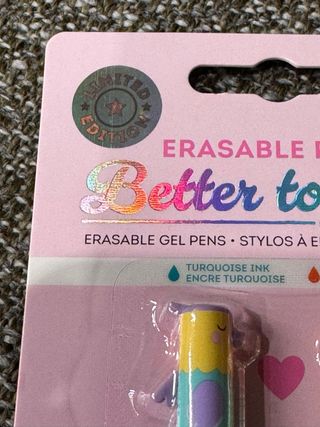 LIMITED
EDITION
ERASABLE
Better to
ERASABLE GEL PENS • STYLOS À
TURQUOISE INK
ENCRE TURQUOISE